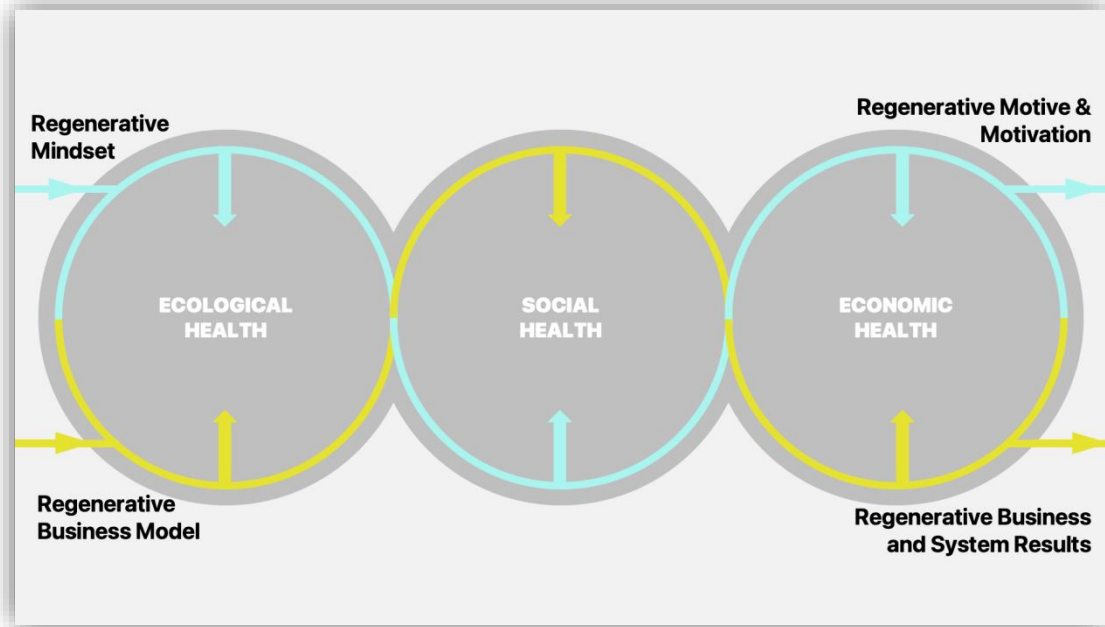 Regenerative
Mindset
Regenerative Motive &
Motivation
ECOLOGICAL
HEALTH
SOCIAL
HEALTH
ECONOMIC
HEALTH
Regenerative
Business Model
Regenerative Business
and System Results